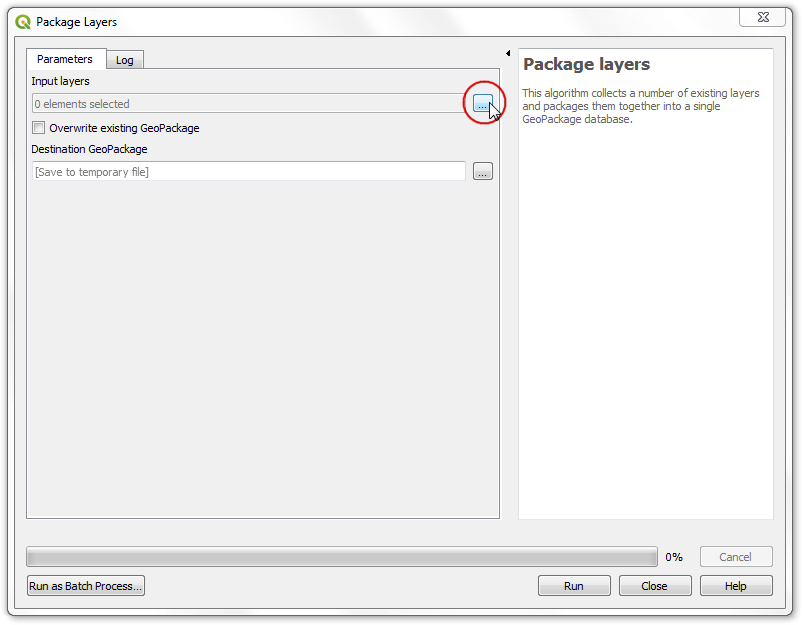 Package Layers
Parameters
Log
Input layers
0 elements selected
...
Overwrite existing GeoPackage
Destination GeoPackage
[Save to temporary file]
...
Package layers
This algorithm collects a number of existing layers
and packages them together into a single
GeoPackage database.
0%
Cancel
Run as Batch Process...
Run
Close
Help